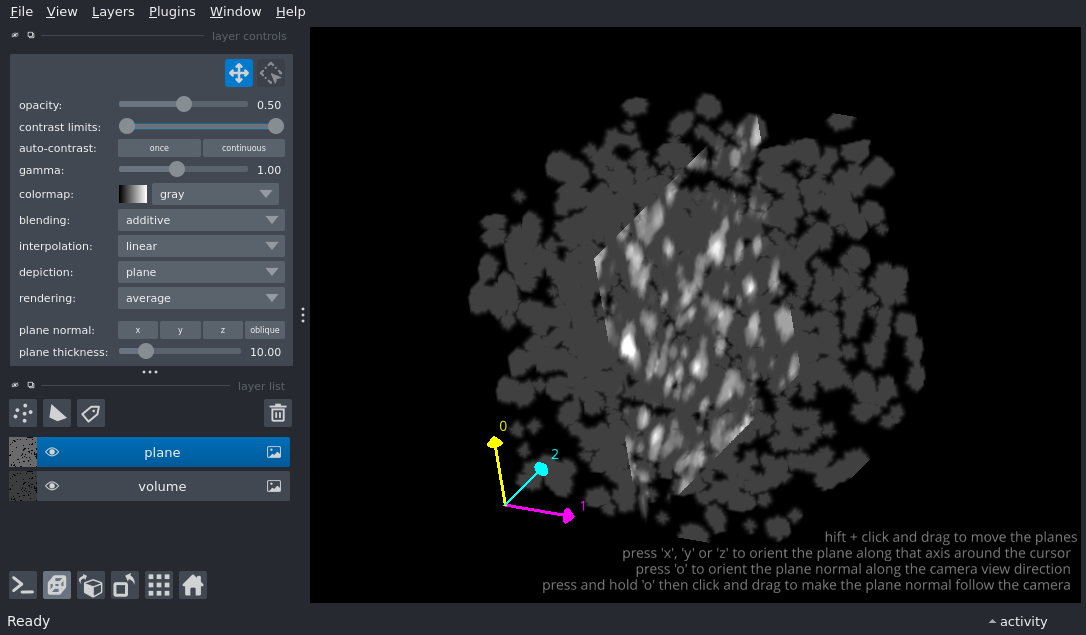 File View Layers Plugins Window Help
layer controls
opacity: 0.50
contrast limits:
auto-contrast: once continuous
gamma: 1.00
colormap: gray
blending: additive
interpolation: linear
depiction: plane
rendering: average
plane normal: x y z oblique
plane thickness: 10.00
layer list
plane
volume
0
2
1
hift + click and drag to move the planes
press 'x', 'y' or 'z' to orient the plane along that axis around the cursor
press 'o' to orient the plane normal along the camera view direction
press and hold 'o' then click and drag to make the plane normal follow the camera
Ready
activity